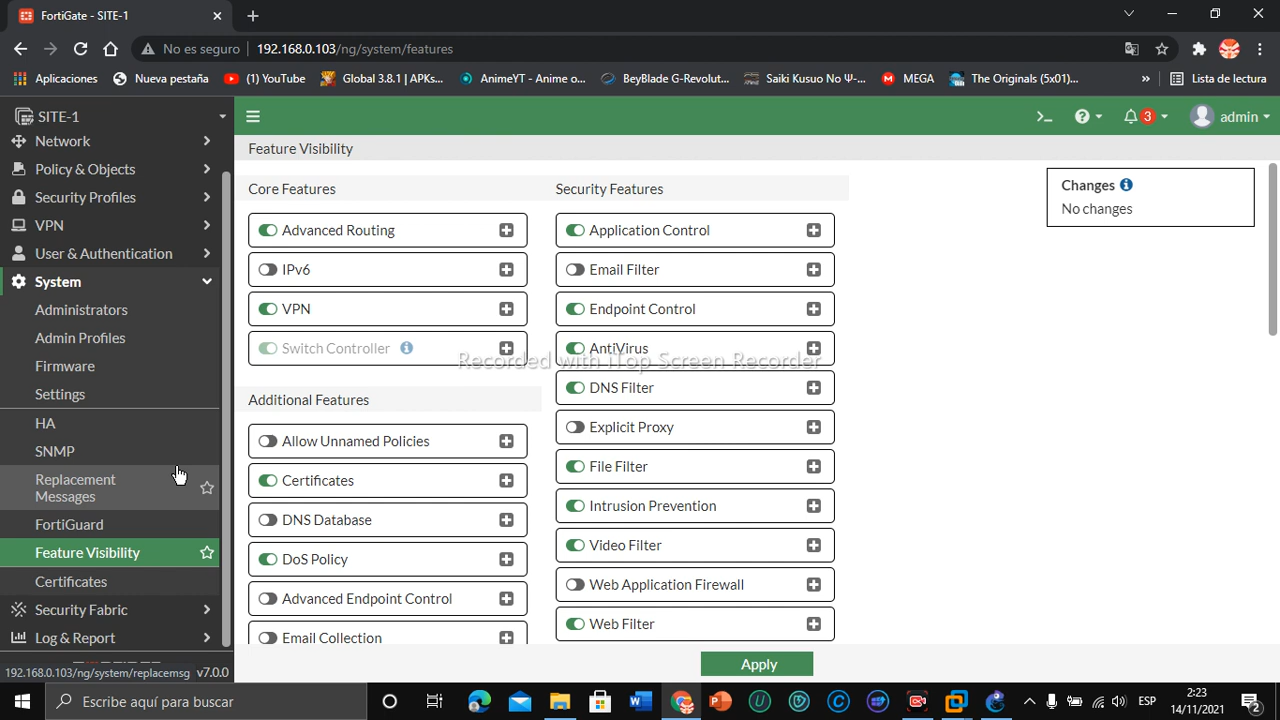 FortiGate - SITE-1
No es seguro
192.168.0.103/ng/system/features
Aplicaciones
Nueva pestaña
(1) YouTube
Global 3.8.1 | APKs...
AnimeYT - Anime o...
BeyBlade G-Revolut...
Saiki Kusuo No Ψ-...
MEGA
The Originals (5x01)...
»
Lista de lectura
SITE-1
>_
3
admin
Network
Policy & Objects
Security Profiles
VPN
User & Authentication
System
Administrators
Admin Profiles
Firmware
Settings
HA
SNMP
Replacement
Messages
FortiGuard
Feature Visibility
Certificates
Security Fabric
Log & Report
192.168.0.103/ng/system/replacemsg
v7.0.0
Feature Visibility
Core Features
Advanced Routing
IPv6
VPN
Switch Controller
Additional Features
Allow Unnamed Policies
Certificates
DNS Database
DoS Policy
Advanced Endpoint Control
Email Collection
Security Features
Application Control
Email Filter
Endpoint Control
AntiVirus
DNS Filter
Explicit Proxy
File Filter
Intrusion Prevention
Video Filter
Web Application Firewall
Web Filter
Changes
No changes
Recorded with iTop Screen Recorder
Apply
Escribe aquí para buscar
ESP
2:23
14/11/2021
2